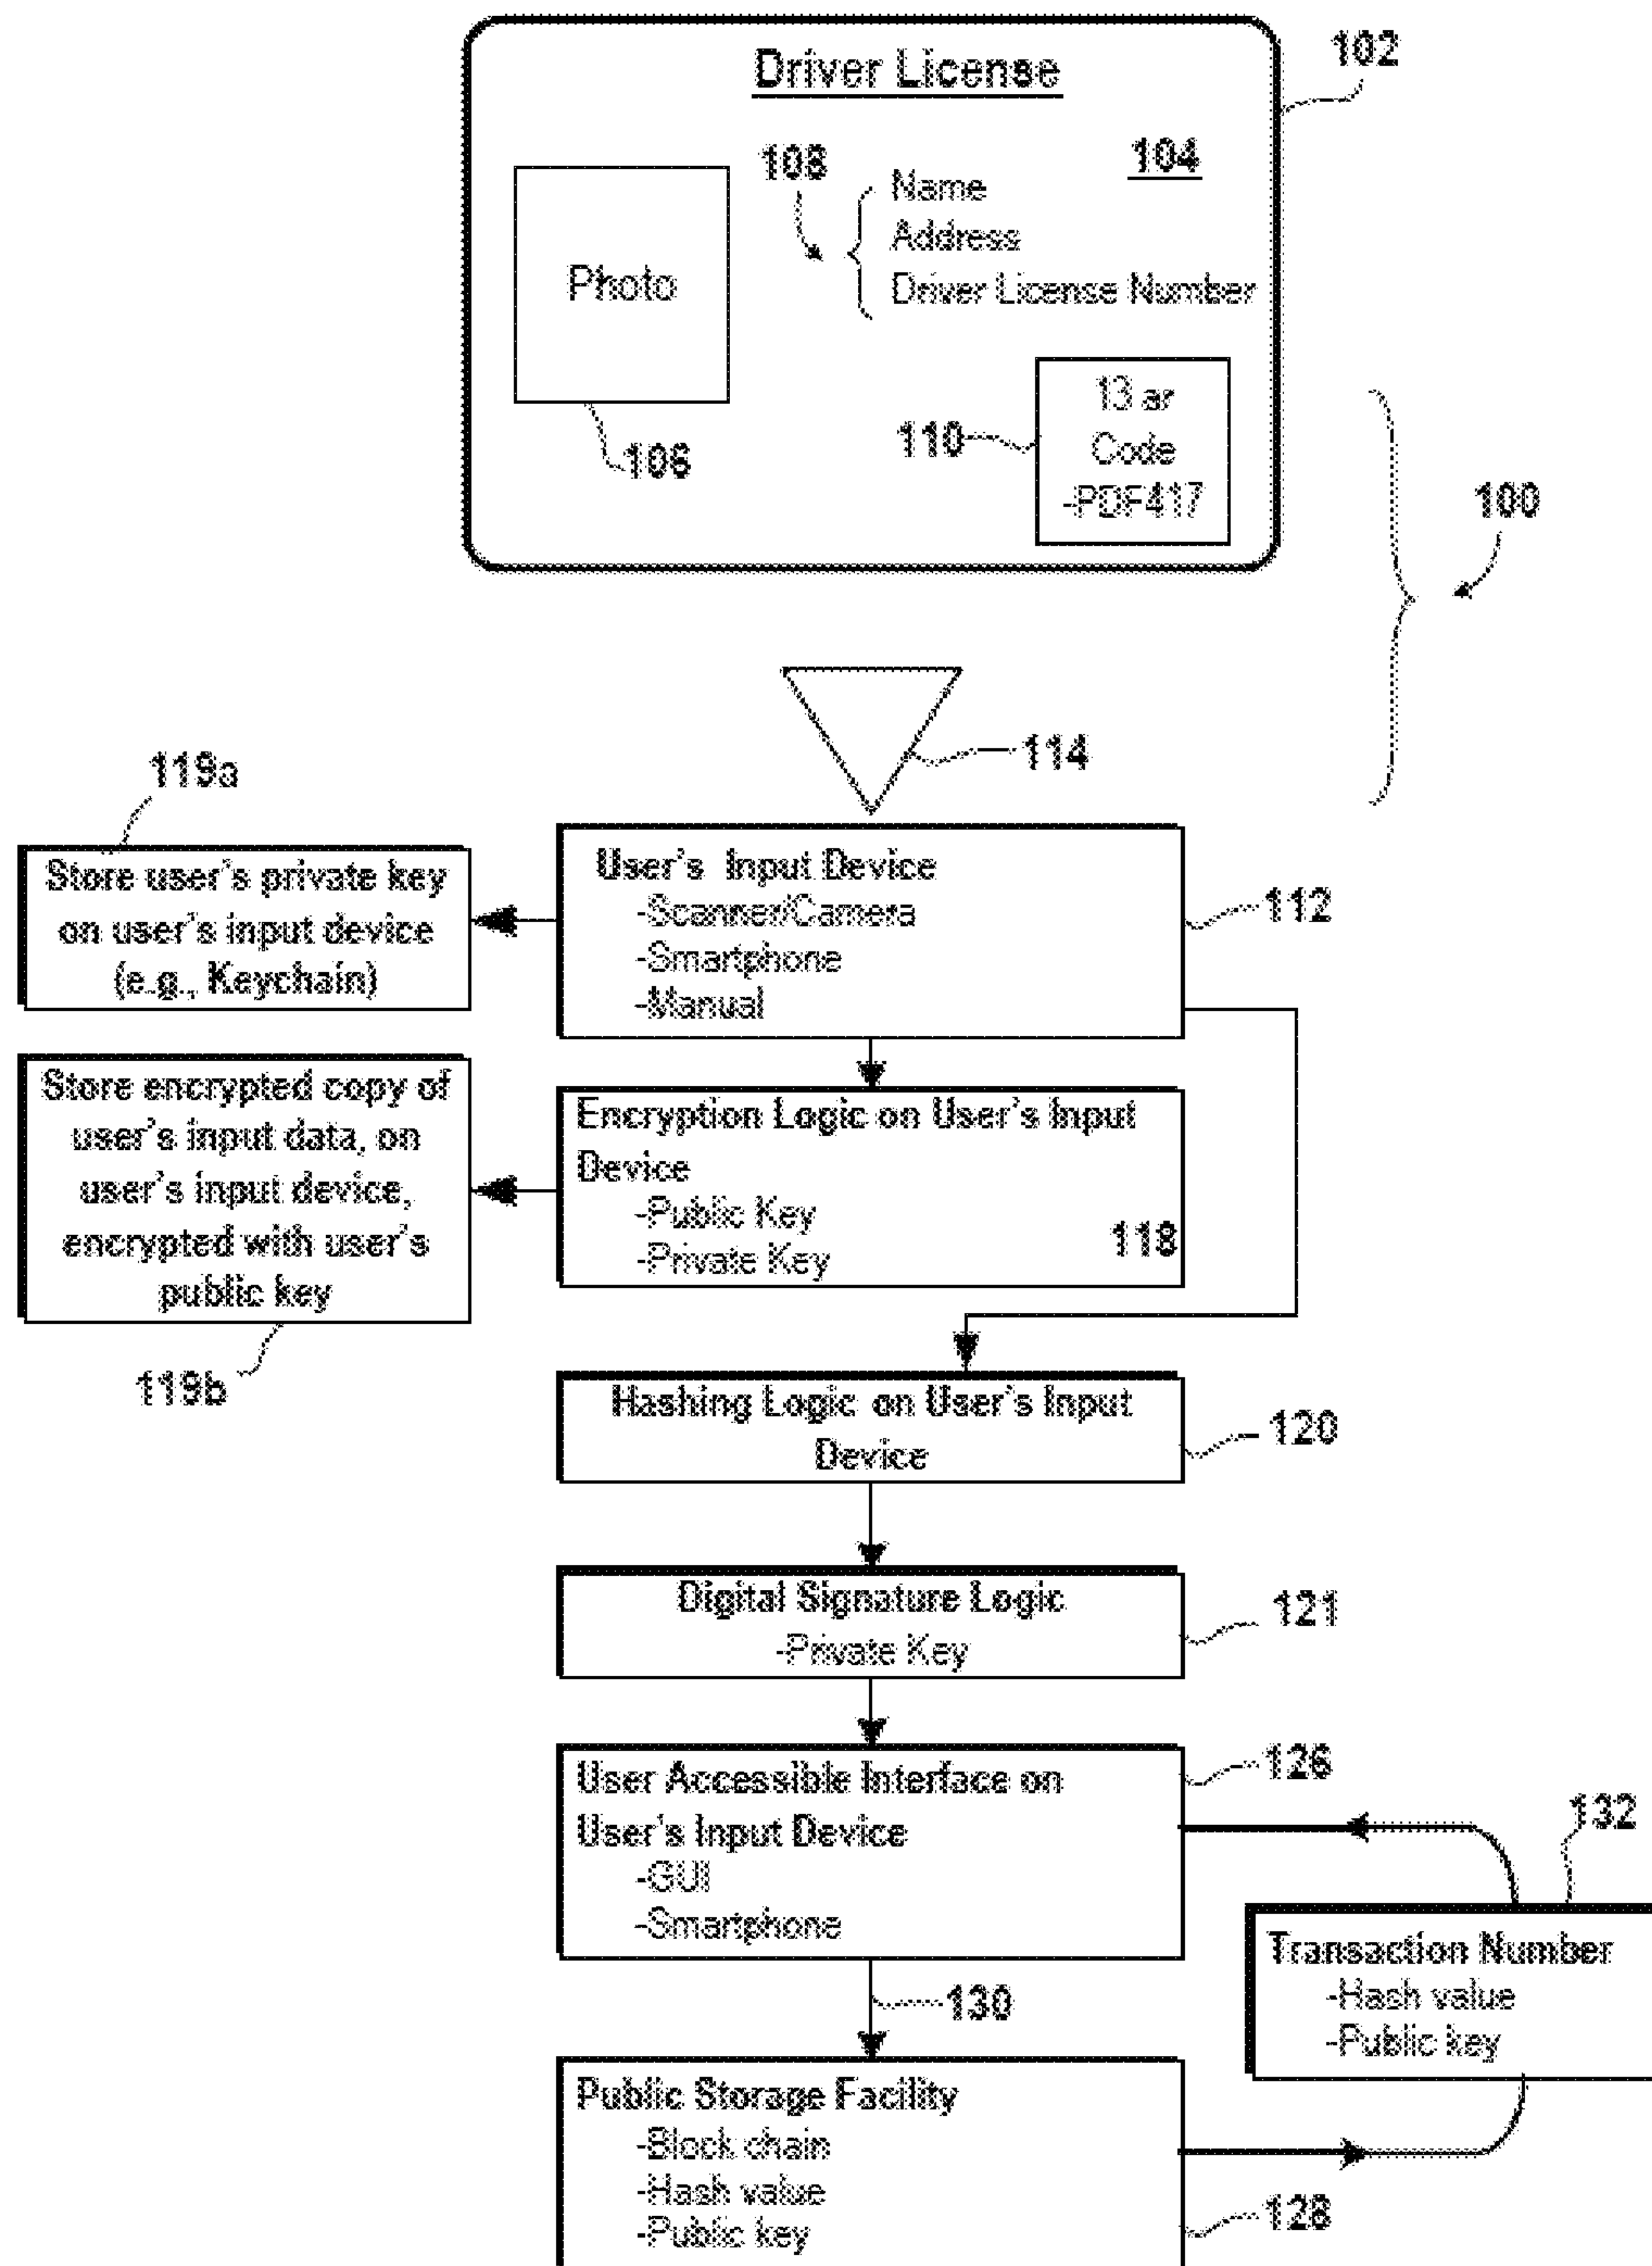 Driver License
102
108
104
Name
Address
Driver License Number
Photo
106
110
13 ar
Code
-PDF417
100
114
119a
Store user's private key
on user's input device
(e.g., Keychain)
User's Input Device
-Scanner/Camera
-Smartphone
-Manual
112
Store encrypted copy of
user's input data, on
user's input device,
encrypted with user's
public key
119b
Encryption Logic on User's Input
Device
-Public Key
-Private Key
118
Hashing Logic on User's Input
Device
120
Digital Signature Logic
-Private Key
121
User Accessible Interface on
User's Input Device
-GUI
-Smartphone
126
132
Transaction Number
-Hash value
-Public key
130
Public Storage Facility
-Block chain
-Hash value
-Public key
128